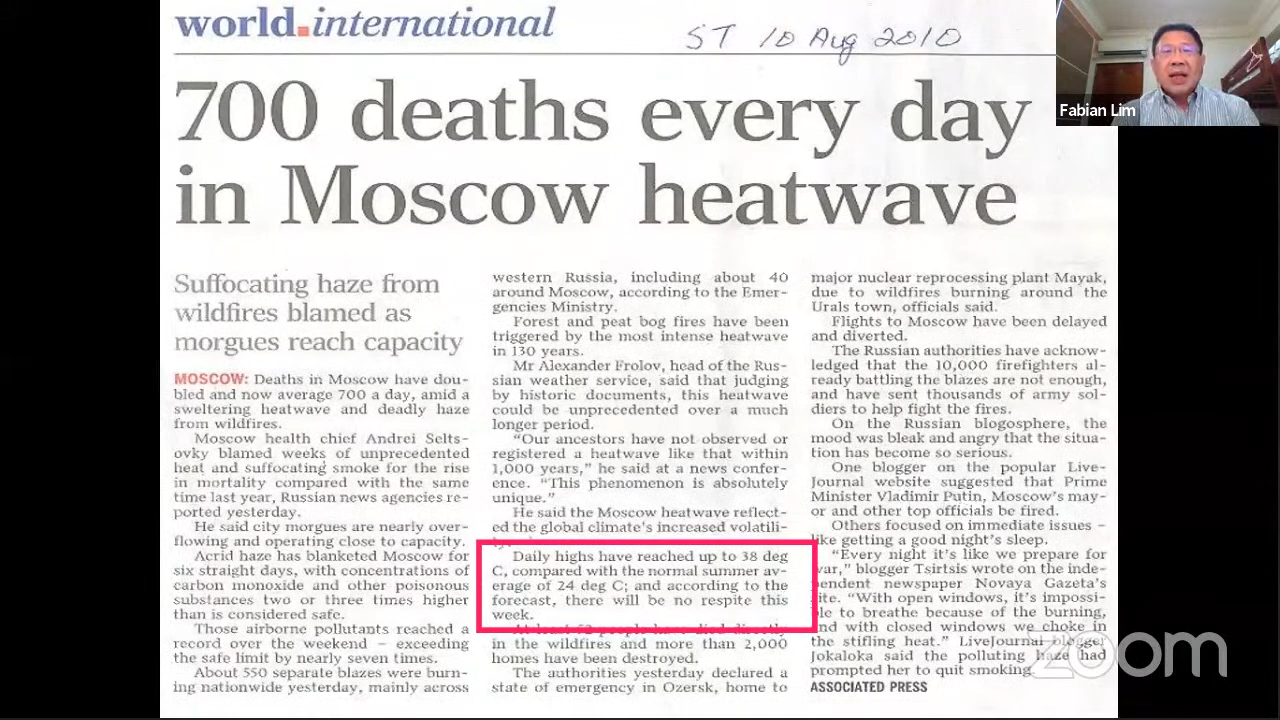 world.international
ST 10 Aug 2010
Fabian Lim
700 deaths every day
in Moscow heatwave
Suffocating haze from
wildfires blamed as
morgues reach capacity
MOSCOW: Deaths in Moscow have dou-
bled and now average 700 a day, amid a
sweltering heatwave and deadly haze
from wildfires.
Moscow health chief Andrei Selts-
ovky blamed weeks of unprecedented
heat and suffocating smoke for the rise
in mortality compared with the same
time last year, Russian news agencies re-
ported yesterday.
He said city morgues are nearly over-
flowing and operating close to capacity.
Acrid haze has blanketed Moscow for
six straight days, with concentrations of
carbon monoxide and other poisonous
substances two or three times higher
than is considered safe.
Those airborne pollutants reached a
record over the weekend – exceeding
the safe limit by nearly seven times.
About 550 separate blazes were burn-
ing nationwide yesterday, mainly across
western Russia, including about 40
around Moscow, according to the Emer-
gencies Ministry.
Forest and peat bog fires have been
triggered by the most intense heatwave
in 130 years.
Mr Alexander Frolov, head of the Rus-
sian weather service, said that judging
by historic documents, this heatwave
could be unprecedented over a much
longer period.
"Our ancestors have not observed or
registered a heatwave like that within
1,000 years," he said at a news confer-
ence. "This phenomenon is absolutely
unique."
He said the Moscow heatwave reflect-
ed the global climate's increased volatili-
Daily highs have reached up to 38 deg
C, compared with the normal summer av-
erage of 24 deg C; and according to the
forecast, there will be no respite this
week.
At least 52 people have died directly
in the wildfires and more than 2,000
homes have been destroyed.
The authorities yesterday declared a
state of emergency in Ozersk, home to
major nuclear reprocessing plant Mayak,
due to wildfires burning around the
Urals town, officials said.
Flights to Moscow have been delayed
and diverted.
The Russian authorities have acknow-
ledged that the 10,000 firefighters al-
ready battling the blazes are not enough,
and have sent thousands of army sol-
diers to help fight the fires.
On the Russian blogosphere, the
mood was bleak and angry that the situa-
tion has become so serious.
One blogger on the popular Live-
Journal website suggested that Prime
Minister Vladimir Putin, Moscow's may-
or and other top officials be fired.
Others focused on immediate issues –
like getting a good night's sleep.
"Every night it's like we prepare for
war," blogger Tsirtsis wrote on the inde-
pendent newspaper Novaya Gazeta's
site. "With open windows, it's impossi-
ble to breathe because of the burning,
and with closed windows we choke in
the stifling heat." LiveJournal blogger
Jokaloka said the polluting haze had
prompted her to quit smoking.
ASSOCIATED PRESS
zoom